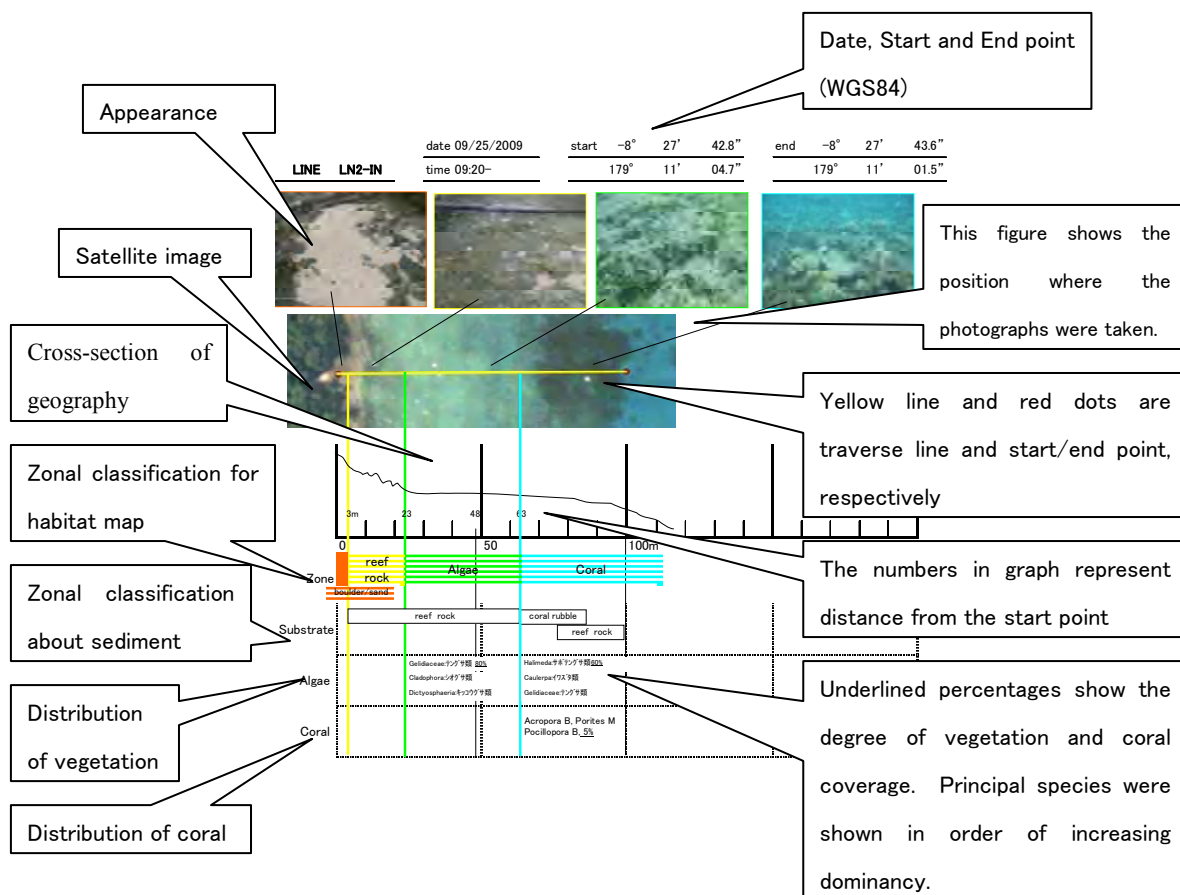 Date, Start and End point
(WGS84)
Appearance
date 09/25/2009 start -8° 27' 42.8" end -8° 27' 43.6"
LINE LN2-IN time 09:20- 179° 11' 04.7" 179° 11' 01.5"
Satellite image
This figure shows the
position where the
photographs were taken.
Cross-section of
geography
Yellow line and red dots are
traverse line and start/end point,
respectively
Zonal classification for
habitat map
3m 23 48 63
0 50 100m
Zone reef
rock
Algae Coral
boulder/sand
The numbers in graph represent
distance from the start point
Zonal classification
about sediment
Substrate reef rock coral rubble
reef rock
Algae
Gelidiaceae:テングサ類 80%
Cladophora:シオグサ類
Dictyosphaeria:キッコウグサ類
Halimeda:サボテングサ類60%
Caulerpa:イワズタ類
Gelidiaceae:テングサ類
Coral
Acropora B, Porites M
Pocillopora B, 5%
Distribution
of vegetation
Distribution of coral
Underlined percentages show the
degree of vegetation and coral
coverage. Principal species were
shown in order of increasing
dominancy.